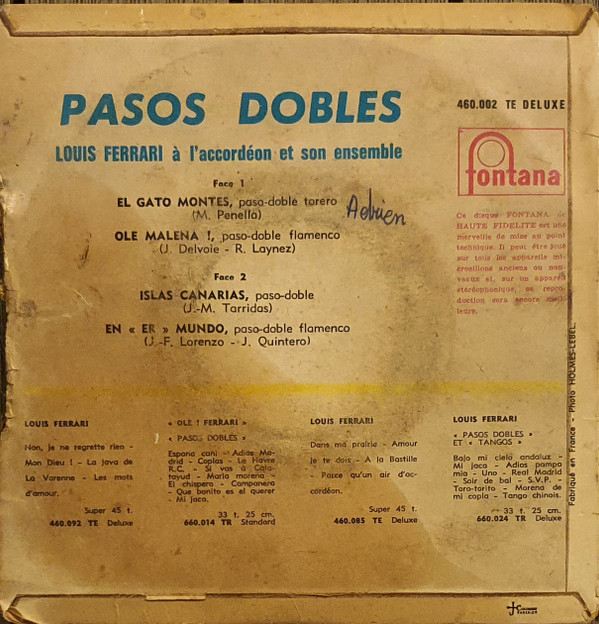 PASOS DOBLES
460.002 TE DELUXE
LOUIS FERRARI à l'accordéon et son ensemble
fontana
Face 1
EL GATO MONTES, paso-doble torero
(M. Penella)
Adrien
OLE MALENA !, paso-doble flamenco
(J. Delvoie - R. Laynez)
Face 2
ISLAS CANARIAS, paso-doble
(J.-M. Tarridas)
EN « ER » MUNDO, paso-doble flamenco
(J.-F. Lorenzo - J. Quintero)
Ce disque FONTANA de
HAUTE FIDELITE est une
merveille de mise au point
technique. Il peut être joué
sur tous les appareils mi-
crosillons anciens ou nou-
veaux et, sur un appareil
stéréophonique, sa repro-
duction sera encore meil-
leure.
Fabriqué en France - Photo HOLMES-LEBEL.
LOUIS FERRARI
Non, je ne regrette rien -
Mon Dieu ! - La java de
La Varenne - Les mots
d'amour.
Super 45 t.
460.092 TE Deluxe
« OLE ! FERRARI »
« PASOS DOBLES »
Espana cani - Adios Ma-
drid - Coplas - Le Havre
R.C. - Si vas à Cala-
tayud - Maria morena -
El chispero - Campanera
- Que bonito es el querer
- Mi jaca.
33 t. 25 cm.
660.014 TR Standard
LOUIS FERRARI
Dans ma prairie - Amour
je te dois - A la Bastille
- Parce qu'un air d'ac-
cordéon.
Super 45 t.
460.085 TE Deluxe
LOUIS FERRARI
« PASOS DOBLES »
ET « TANGOS »
Bajo mi cielo andaluz -
Mi jaca - Adios pampa
mia - Uno - Real Madrid
- Soir de bal - S.V.P. -
Toro-torito - Morena de
mi copla - Tango chinois.
33 t. 25 cm.
660.024 TR Deluxe